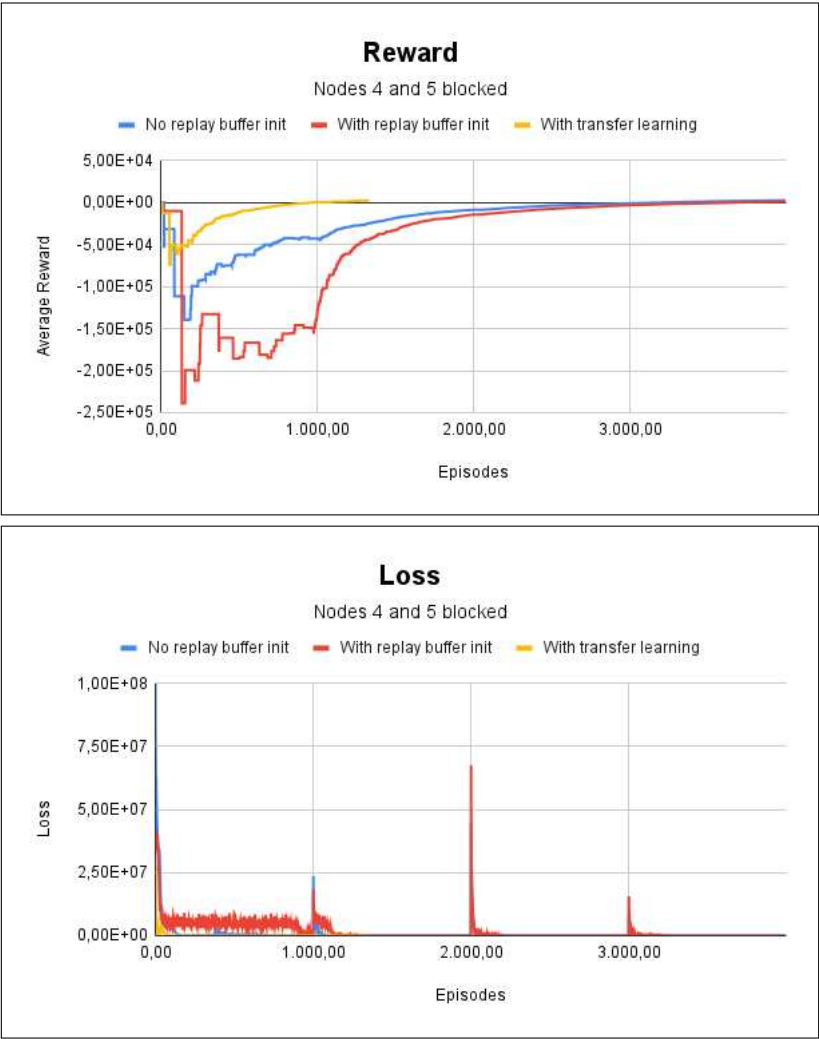 Reward
Nodes 4 and 5 blocked
No replay buffer init With replay buffer init With transfer learning
5,00E+04
0,00E+00
-5,00E+04
-1,00E+05
-1,50E+05
-2,00E+05
-2,50E+05
Average Reward
0,00 1.000,00 2.000,00 3.000,00
Episodes
Loss
Nodes 4 and 5 blocked
No replay buffer init With replay buffer init With transfer learning
1,00E+08
7,50E+07
5,00E+07
2,50E+07
0,00E+00
Loss
0,00 1.000,00 2.000,00 3.000,00
Episodes